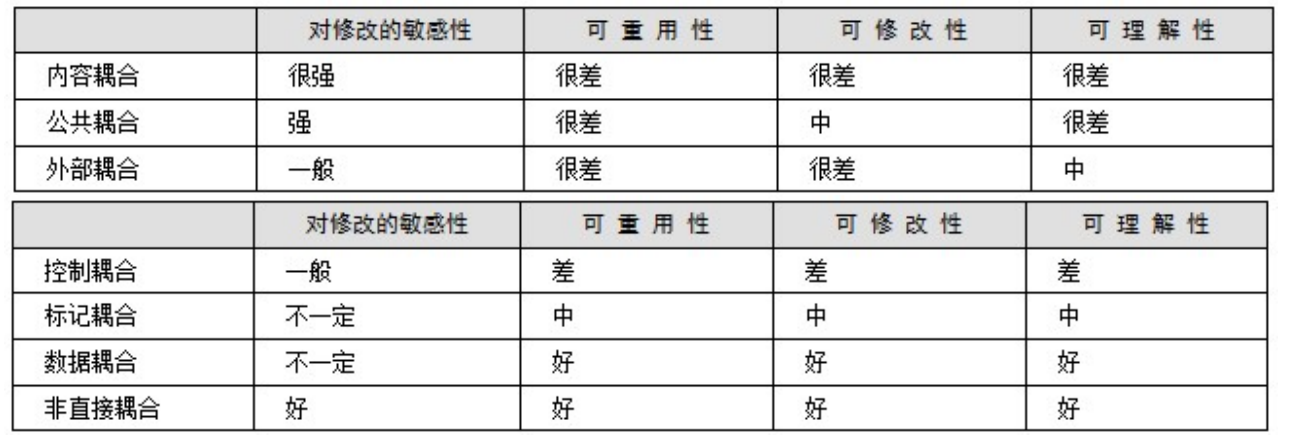 对修改的敏感性 可重用性 可修改性 可理解性
内容耦合 很强 很差 很差 很差
公共耦合 强 很差 中 很差
外部耦合 一般 很差 很差 中
对修改的敏感性 可重用性 可修改性 可理解性
控制耦合 一般 差 差 差
标记耦合 不一定 中 中 中
数据耦合 不一定 好 好 好
非直接耦合 好 好 好 好